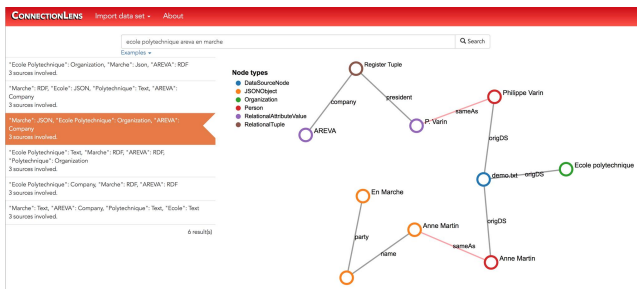 CONNECTIONLENS Import data set About
ecole polytechnique areva en marche Search
Examples
"Ecole Polytechnique": Organization, "Marche": Json, "AREVA": RDF
3 sources involved.
"Marche": RDF, "Ecole": JSON, "Polytechnique": Text, "AREVA":
Company
3 sources involved.
"Marche": JSON, "Ecole Polytechnique": Organization, "AREVA":
Company
3 sources involved.
"Ecole Polytechnique": Text, "Marche": RDF, "AREVA": RDF,
"Polytechnique": Organization
3 sources involved.
"Ecole Polytechnique": Company, "Marche": RDF, "AREVA": RDF
3 sources involved.
"Marche": Text, "AREVA": Company, "Polytechnique": Text, "Ecole": Text
3 sources involved.
6 result(s)
Node types
DataSourceNode
JSONObject
Organization
Person
RelationalAttributeValue
RelationalTuple
Register Tuple
company
president
AREVA
P. Varin
sameAs
Philippe Varin
origDS
demo.txt
origDS
Ecole polytechnique
origDS
En Marche
party
name
Anne Martin
sameAs
Anne Martin